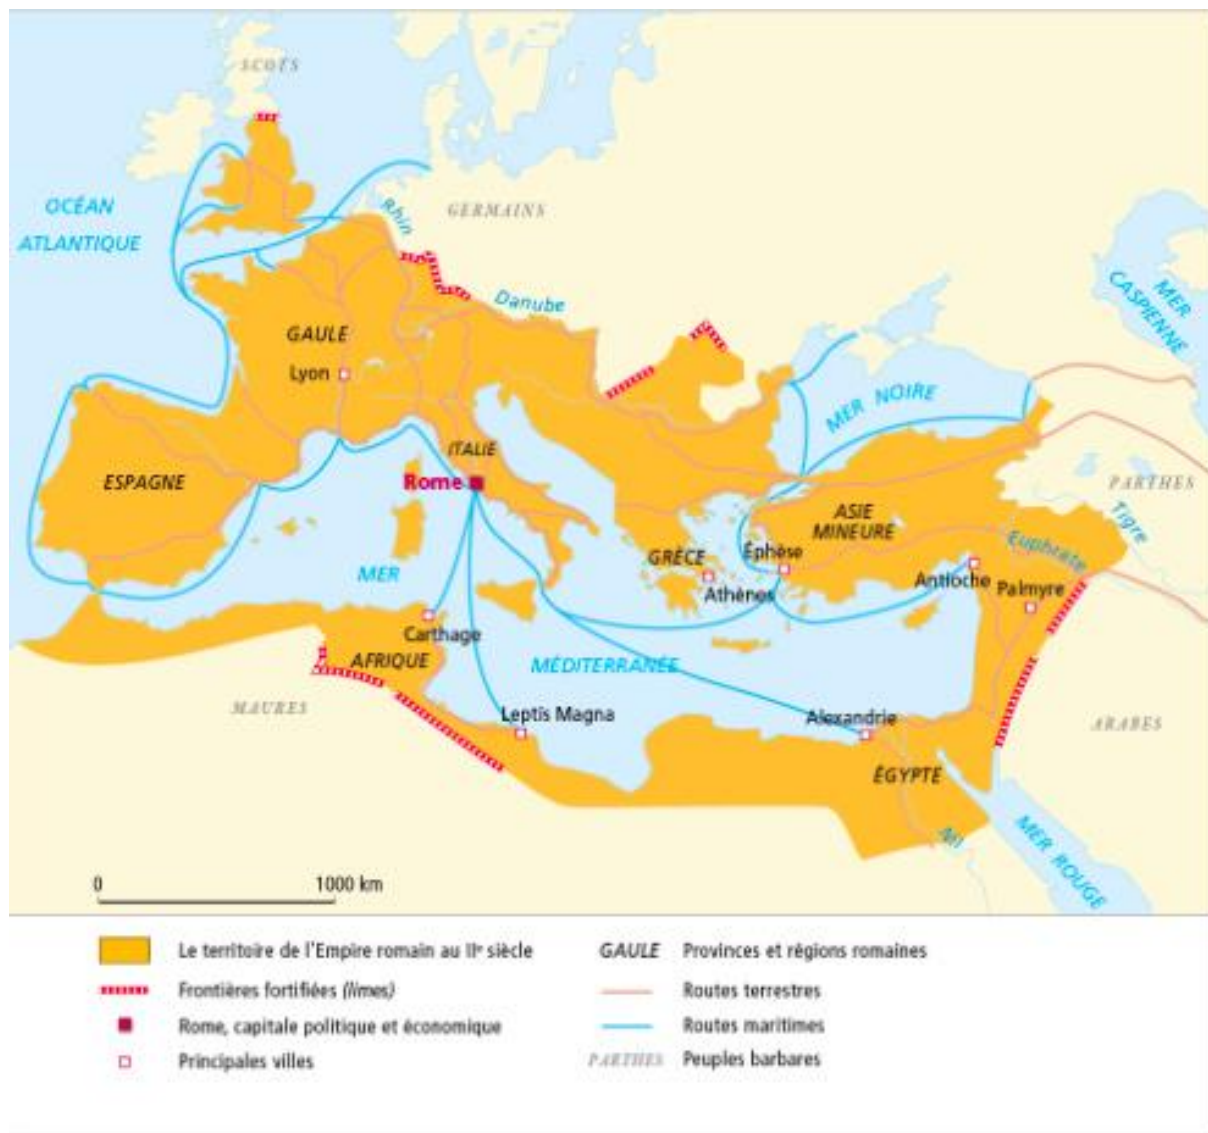 SCOTS
OCÉAN
ATLANTIQUE
Rhin
GERMAINS
Danube
MER
CASPIENNE
GAULE
Lyon
MER NOIRE
ESPAGNE
ITALIE
Rome
PARTHES
Tigre
ASIE
MINEURE
Euphrate
GRÈCE
Éphèse
MER
Athènes
Antioche
Palmyre
Carthage
AFRIQUE
MÉDITERRANÉE
MAURES
Leptis Magna
Alexandrie
ARABES
ÉGYPTE
Nil
MER ROUGE
0
1000 km
Le territoire de l'Empire romain au IIe siècle
Frontières fortifiées (limes)
Rome, capitale politique et économique
Principales villes
GAULE Provinces et régions romaines
Routes terrestres
Routes maritimes
PARTHES Peuples barbares